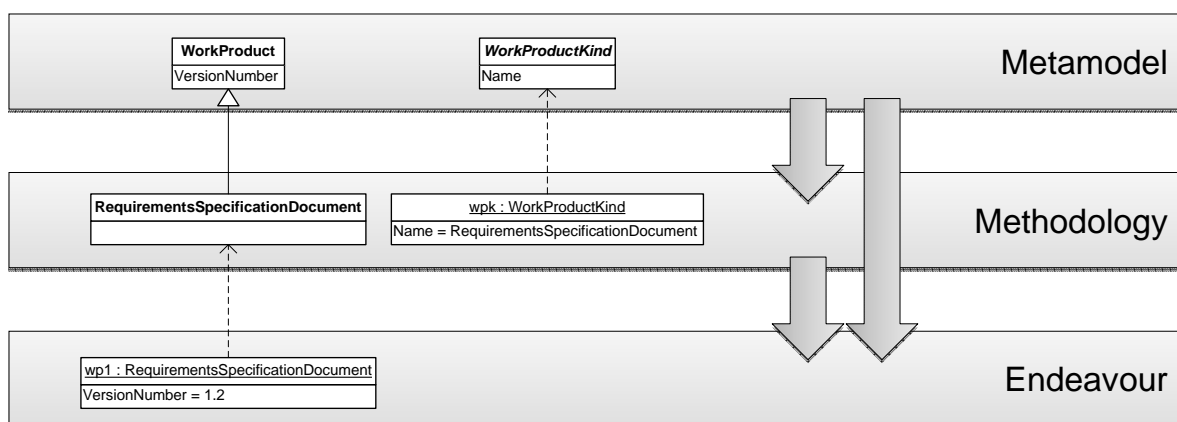 WorkProduct
VersionNumber
WorkProductKind
Name
Metamodel
RequirementsSpecificationDocument
wpk : WorkProductKind
Name = RequirementsSpecificationDocument
Methodology
wp1 : RequirementsSpecificationDocument
VersionNumber = 1.2
Endeavour